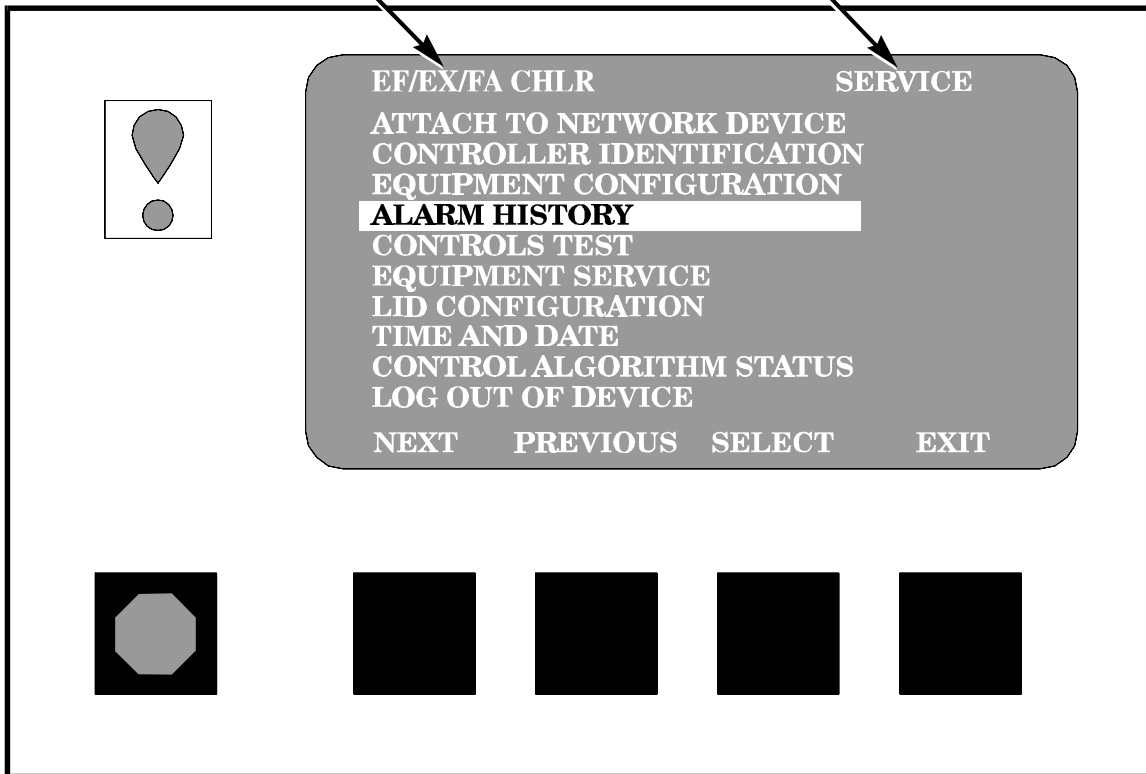 EF/EX/FA CHLR SERVICE
ATTACH TO NETWORK DEVICE
CONTROLLER IDENTIFICATION
EQUIPMENT CONFIGURATION
ALARM HISTORY
CONTROLS TEST
EQUIPMENT SERVICE
LID CONFIGURATION
TIME AND DATE
CONTROL ALGORITHM STATUS
LOG OUT OF DEVICE
NEXT PREVIOUS SELECT EXIT